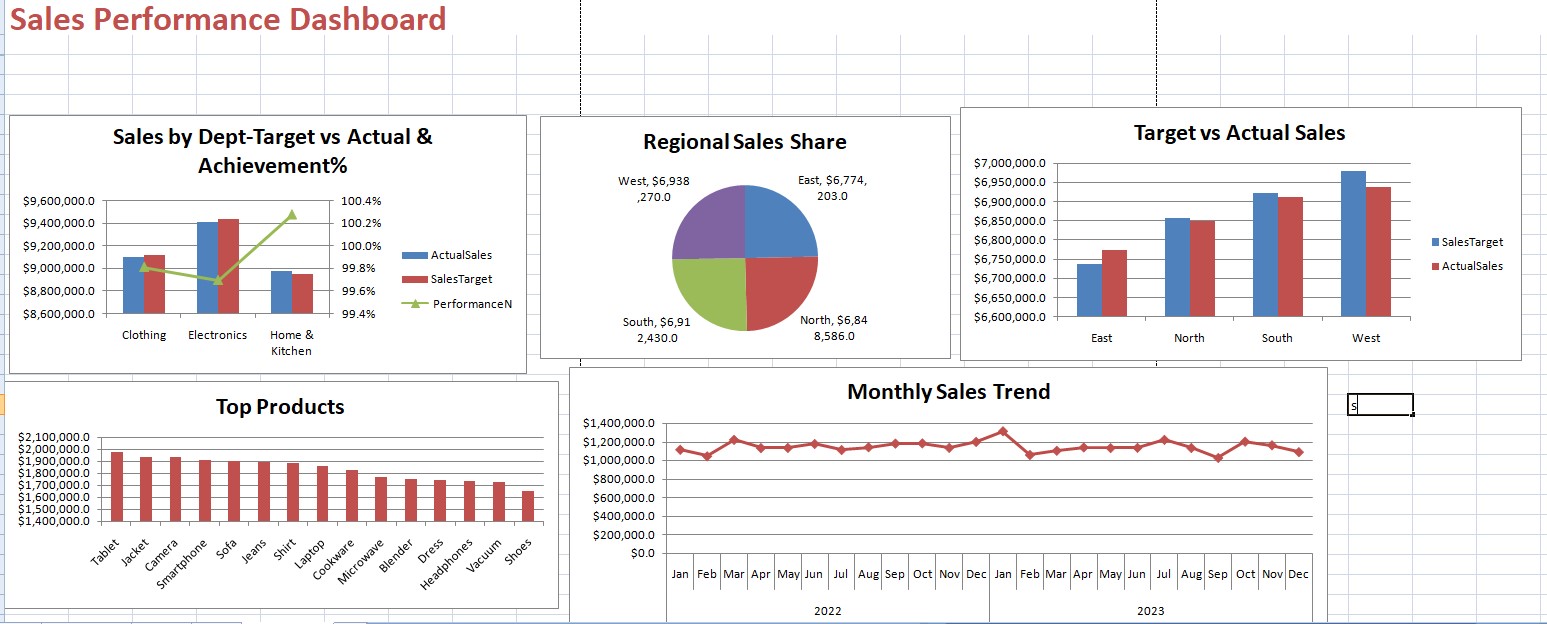 Sales Performance Dashboard
Sales by Dept-Target vs Actual &
Achievement%
$9,600,000.0
$9,400,000.0
$9,200,000.0
$9,000,000.0
$8,800,000.0
$8,600,000.0
100.4%
100.2%
100.0%
99.8%
99.6%
99.4%
Clothing
Electronics
Home &
Kitchen
ActualSales
SalesTarget
PerformanceN
Regional Sales Share
West, $6,938
,270.0
East, $6,774,
203.0
South, $6,91
2,430.0
North, $6,84
8,586.0
Target vs Actual Sales
$7,000,000.0
$6,950,000.0
$6,900,000.0
$6,850,000.0
$6,800,000.0
$6,750,000.0
$6,700,000.0
$6,650,000.0
$6,600,000.0
East
North
South
West
SalesTarget
ActualSales
Top Products
$2,100,000.0
$2,000,000.0
$1,900,000.0
$1,800,000.0
$1,700,000.0
$1,600,000.0
$1,500,000.0
$1,400,000.0
Tablet
Jacket
Camera
Smartphone
Sofa
Jeans
Shirt
Laptop
Cookware
Microwave
Blender
Dress
Headphones
Vacuum
Shoes
Monthly Sales Trend
$1,400,000.0
$1,200,000.0
$1,000,000.0
$800,000.0
$600,000.0
$400,000.0
$200,000.0
$0.0
Jan Feb Mar Apr May Jun Jul Aug Sep Oct Nov Dec Jan Feb Mar Apr May Jun Jul Aug Sep Oct Nov Dec
2022 2023
s